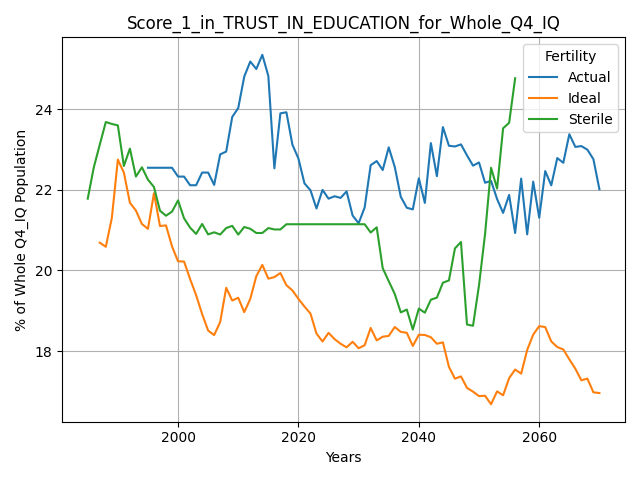 Score_1_in_TRUST_IN_EDUCATION_for_Whole_Q4_IQ
Fertility
Actual
Ideal
Sterile
% of Whole Q4_IQ Population
24
22
20
18
2000
2020
2040
2060
Years